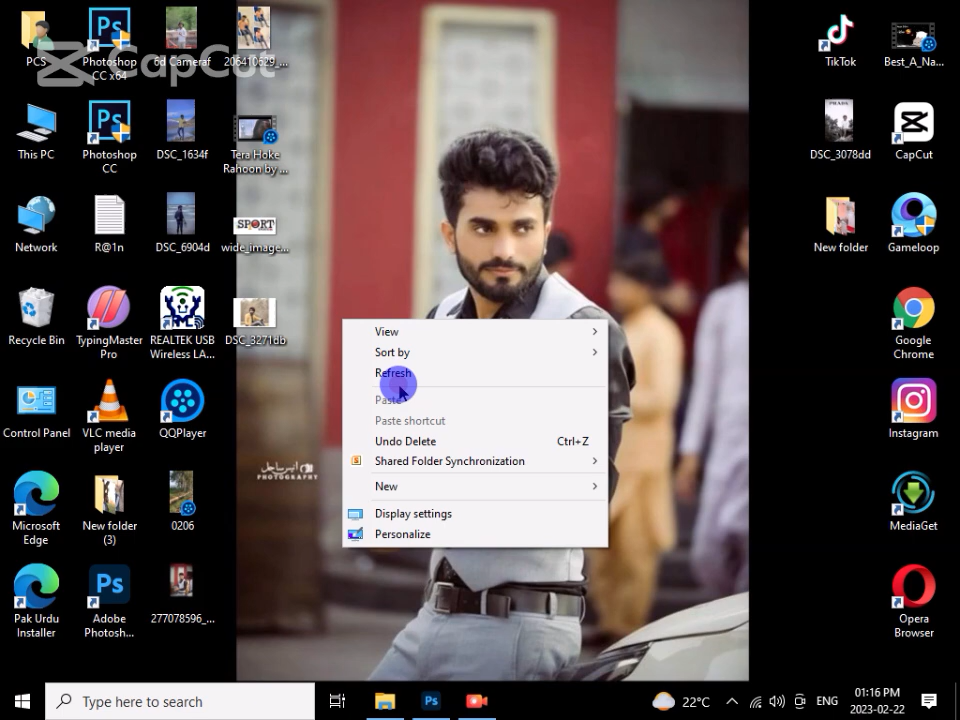 CapCut
PCS
Photoshop
CC x64
6d Cameraf
206410629_...
This PC
Photoshop
CC
DSC_1634f
Tera Hoke
Rahoon by ...
Network
R@1n
DSC_6904d
SPORT
wide_image...
Recycle Bin
TypingMaster
Pro
REALTEK USB
Wireless LA...
DSC_3271db
Control Panel
VLC media
player
QQPlayer
Microsoft
Edge
New folder
(3)
0206
Pak Urdu
Installer
Adobe
Photosh...
277078596_...
PHOTOGRAPHY
View
Sort by
Refresh
Paste
Paste shortcut
Undo Delete Ctrl+Z
Shared Folder Synchronization
New
Display settings
Personalize
TikTok
Best_A_Na...
DSC_3078dd
CapCut
New folder
Gameloop
Google
Chrome
Instagram
MediaGet
Opera
Browser
Type here to search
Ps
22°C
ENG
01:16 PM
2023-02-22